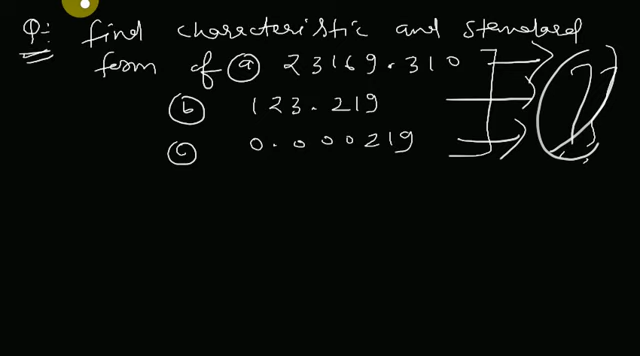 Q:- find characteristic and standard
form of (a) 23169.310
(b) 123.219
(c) 0.000219